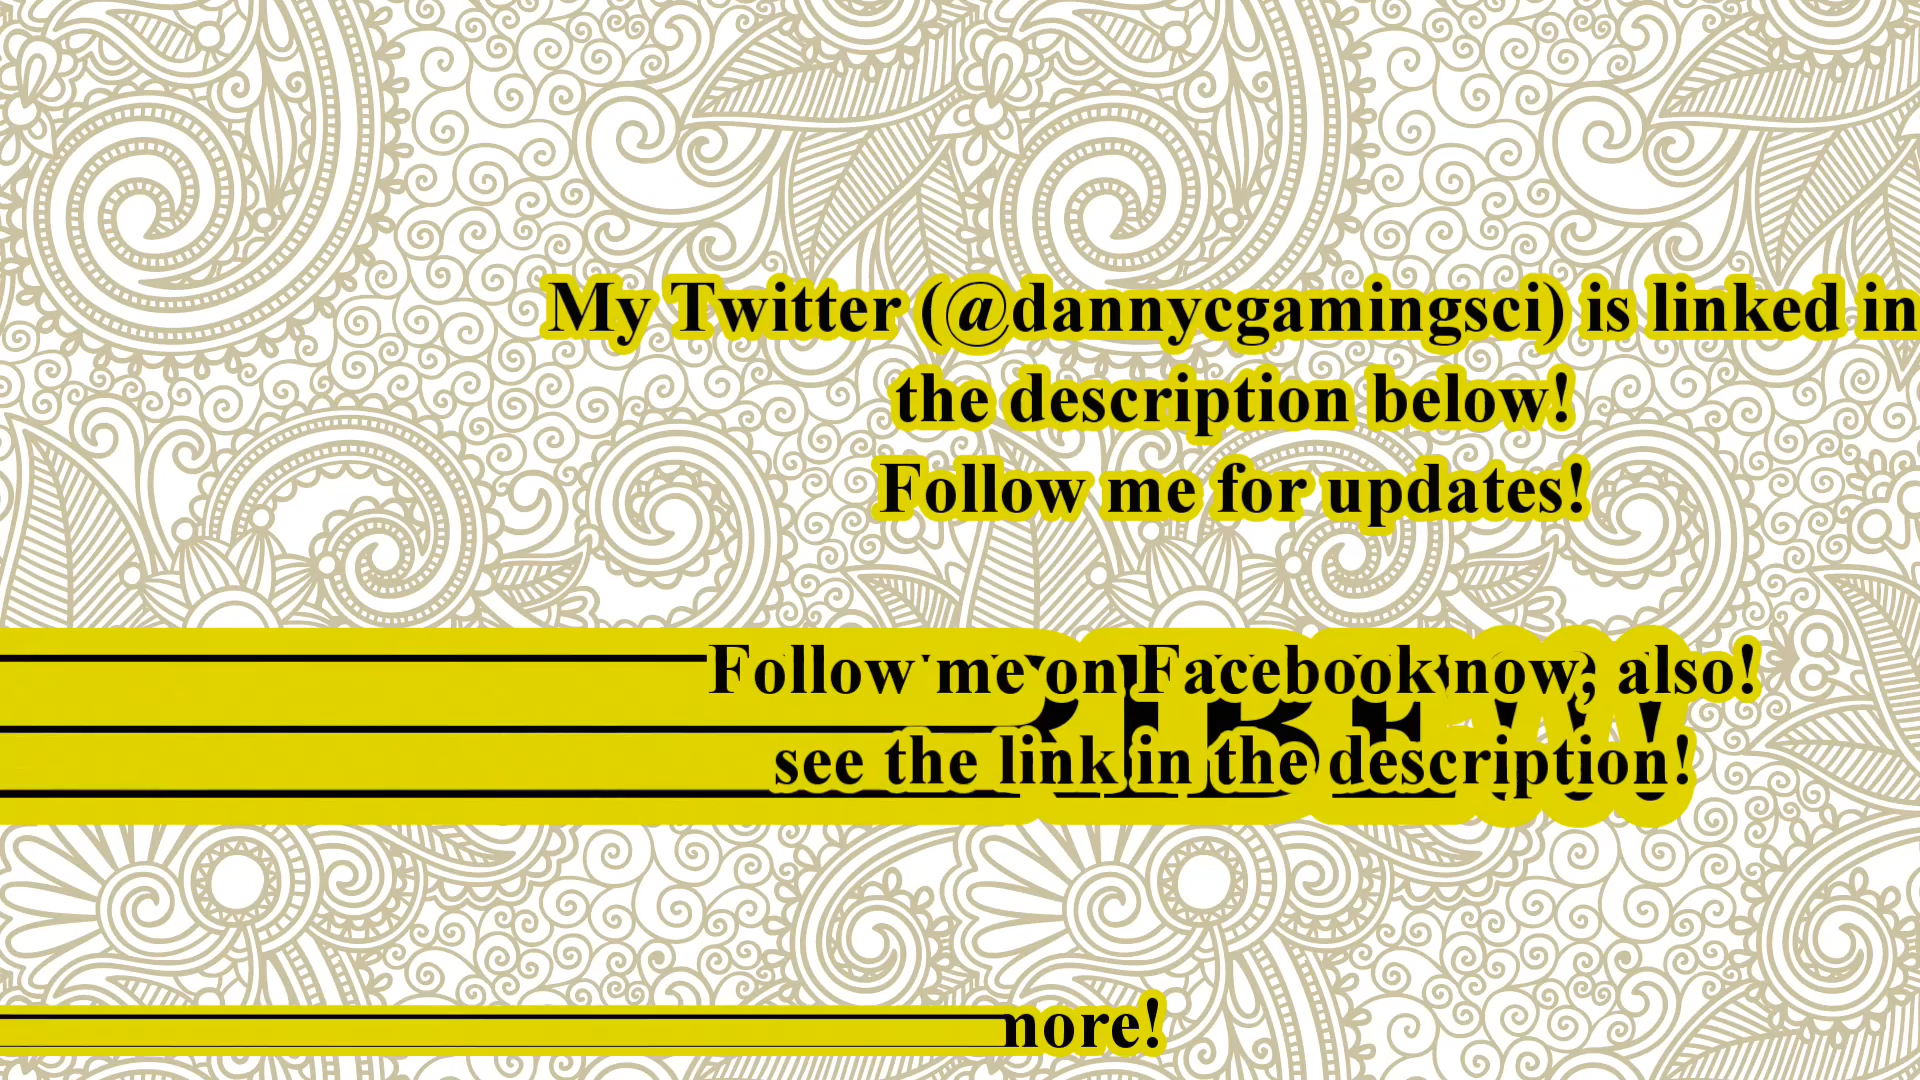 My Twitter (@dannycgamingsci) is linked in
the description below!
Follow me for updates!
Follow me on Facebook now, also!
see the link in the description!
more!